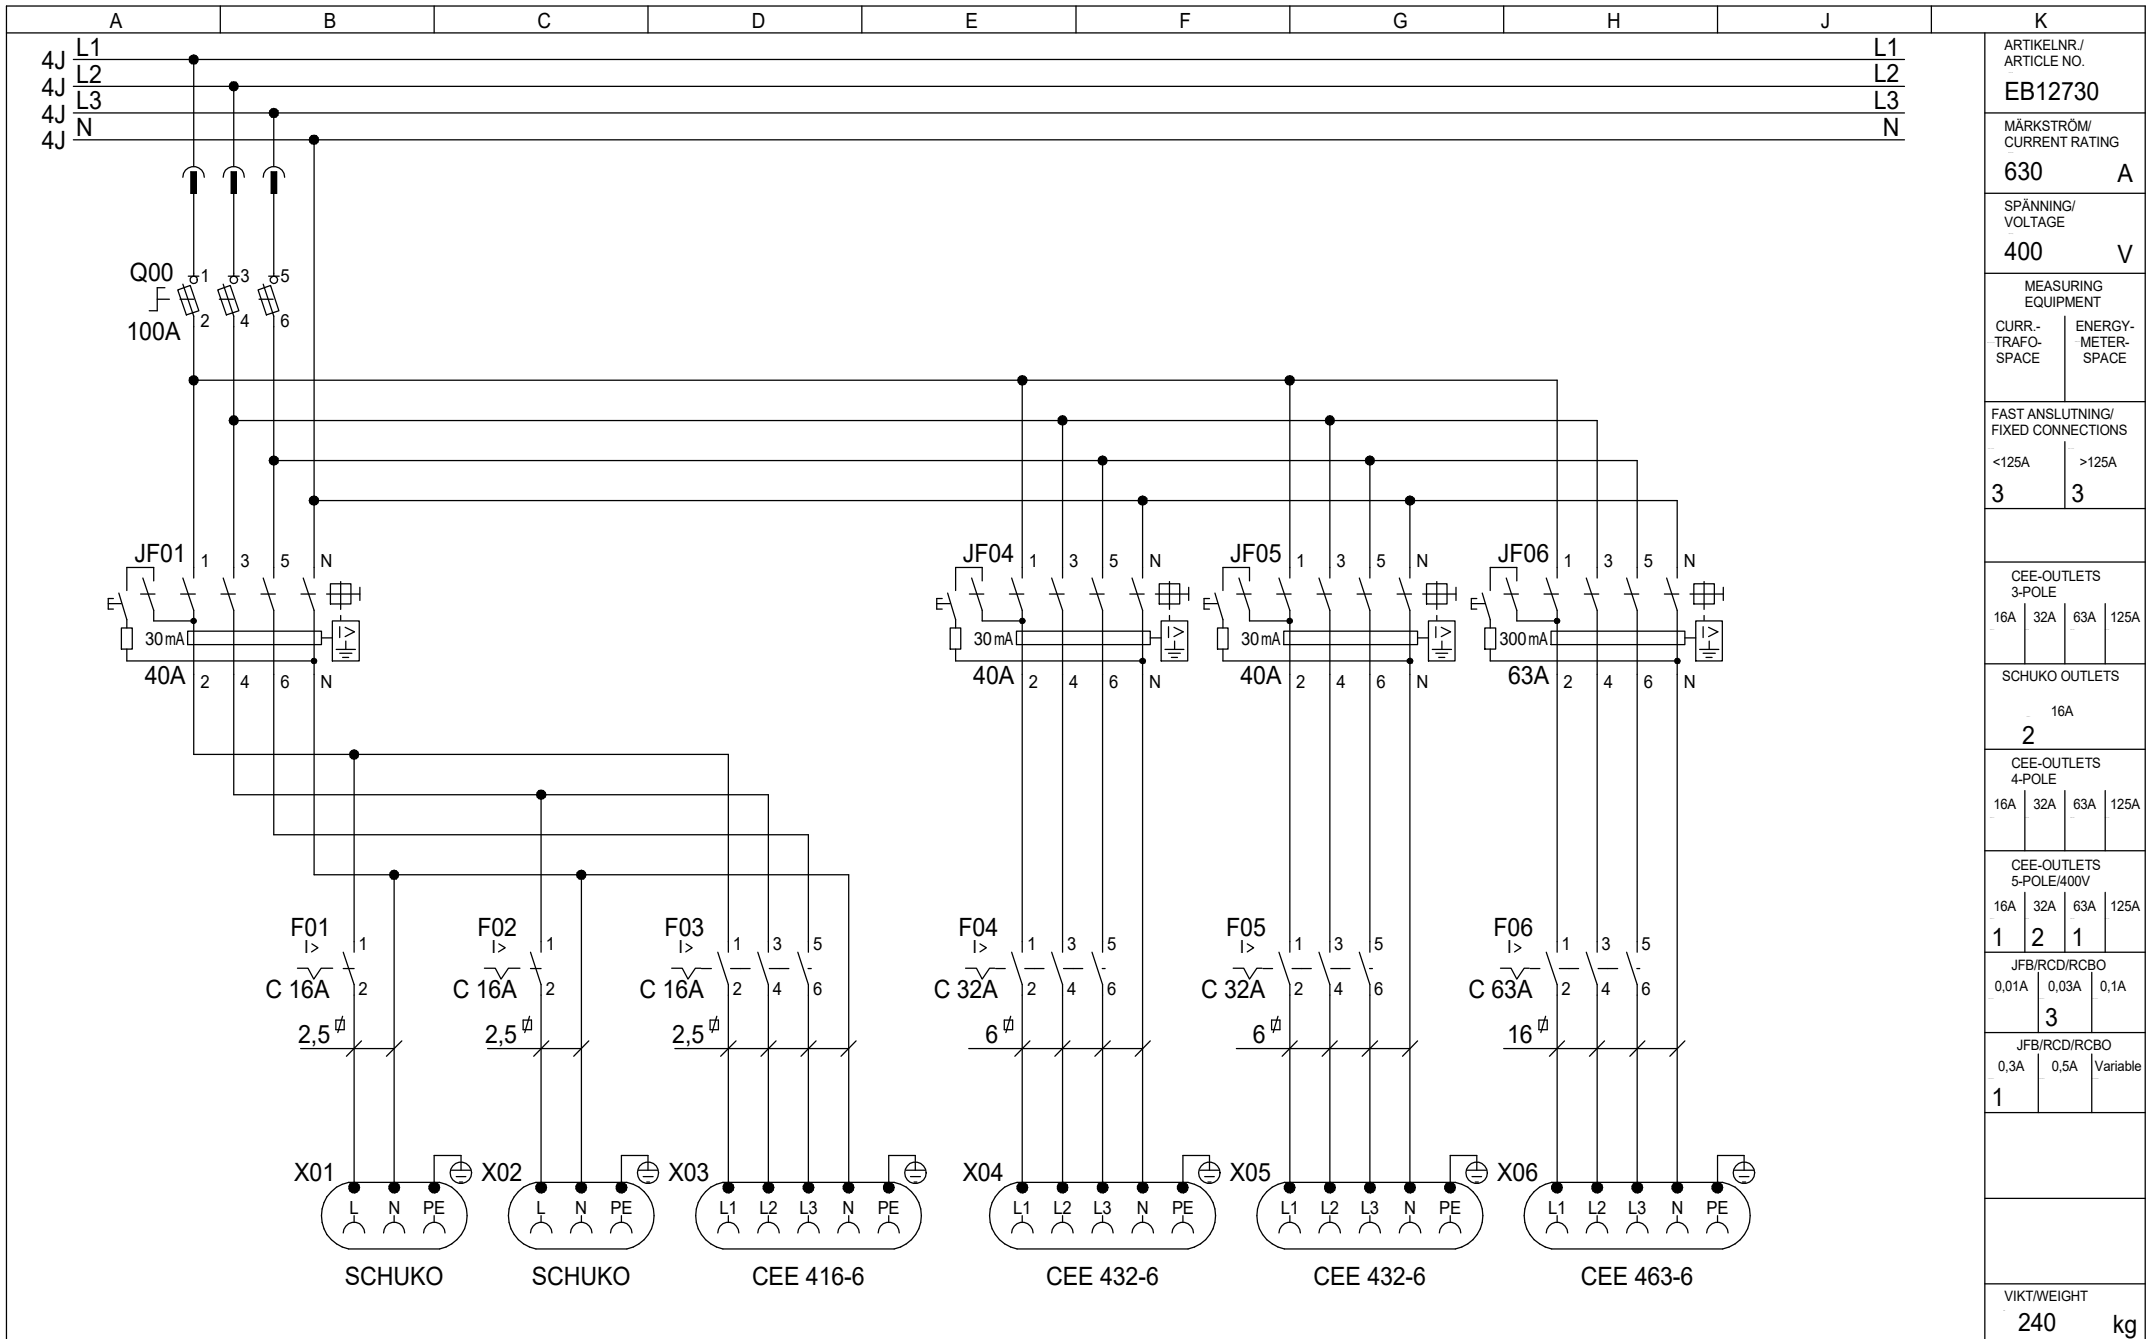 A B C D E F G H J K
4J L1 L1
4J L2 L2
4J L3 L3
4J N N
Q00 1 3 5
100A 2 4 6
JF01 1 3 5 N JF04 1 3 5 N JF05 1 3 5 N JF06 1 3 5 N
30mA I> 30mA I> 30mA I> 300mA I>
40A 2 4 6 N 40A 2 4 6 N 40A 2 4 6 N 63A 2 4 6 N
F01 F02 F03 F04 F05 F06
I> 1 I> 1 I> 1 3 5 I> 1 3 5 I> 1 3 5 I> 1 3 5
C 16A 2 C 16A 2 C 16A 2 4 6 C 32A 2 4 6 C 32A 2 4 6 C 63A 2 4 6
2,5 2,5 2,5 6 6 16
X01 X02 X03 X04 X05 X06
L N PE L N PE L1 L2 L3 N PE L1 L2 L3 N PE L1 L2 L3 N PE L1 L2 L3 N PE
SCHUKO SCHUKO CEE 416-6 CEE 432-6 CEE 432-6 CEE 463-6
ARTIKELNR./
ARTICLE NO.
EB12730
MÄRKSTRÖM/
CURRENT RATING
630 A
SPÄNNING/
VOLTAGE
400 V
MEASURING
EQUIPMENT
CURR.- ENERGY-
TRAFO- METER-
SPACE SPACE
FAST ANSLUTNING/
FIXED CONNECTIONS
<125A >125A
3 3
CEE-OUTLETS
3-POLE
16A 32A 63A 125A
SCHUKO OUTLETS
16A
2
CEE-OUTLETS
4-POLE
16A 32A 63A 125A
CEE-OUTLETS
5-POLE/400V
16A 32A 63A 125A
1 2 1
JFB/RCD/RCBO
0,01A 0,03A 0,1A
3
JFB/RCD/RCBO
0,3A 0,5A Variable
1
VIKT/WEIGHT
240 kg